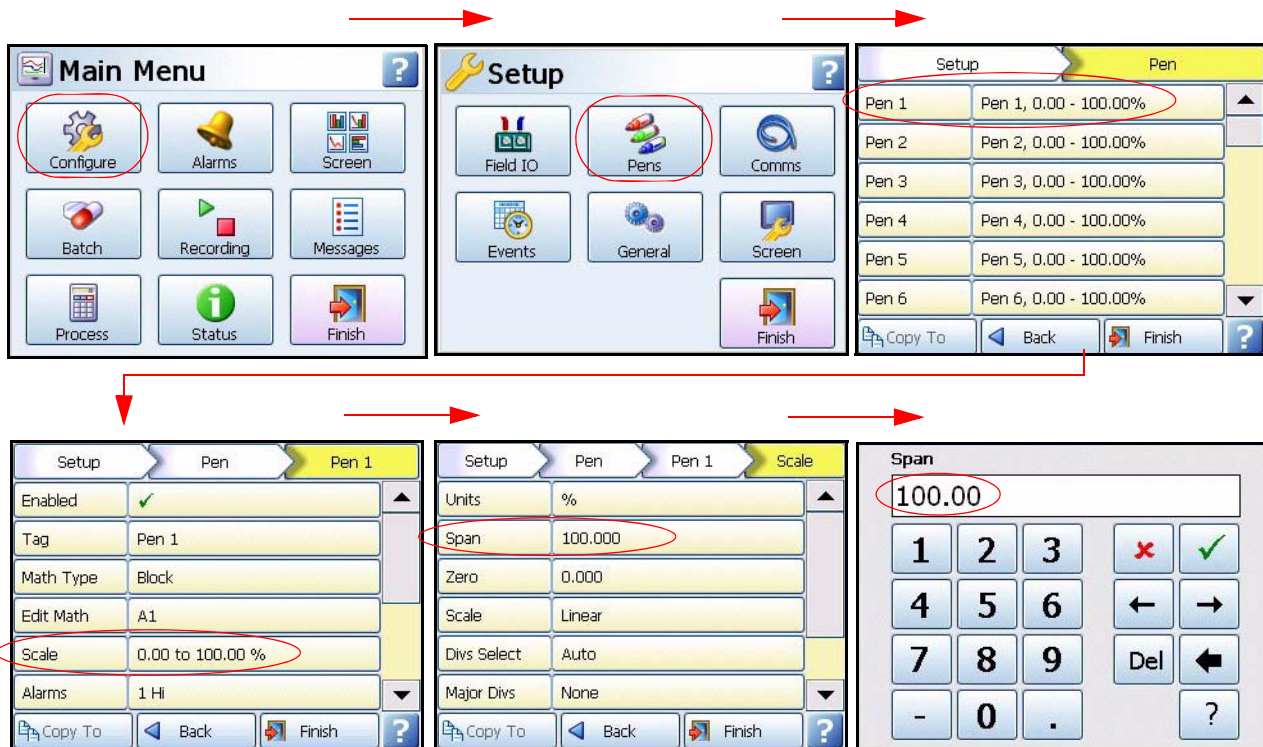 Main Menu ?
Configure Alarms Screen
Batch Recording Messages
Process Status Finish
Setup ?
Field IO Pens Comms
Events General Screen
Finish
Setup Pen
Pen 1 Pen 1, 0.00 - 100.00%
Pen 2 Pen 2, 0.00 - 100.00%
Pen 3 Pen 3, 0.00 - 100.00%
Pen 4 Pen 4, 0.00 - 100.00%
Pen 5 Pen 5, 0.00 - 100.00%
Pen 6 Pen 6, 0.00 - 100.00%
Copy To Back Finish ?
Setup Pen Pen 1
Enabled ✓
Tag Pen 1
Math Type Block
Edit Math A1
Scale 0.00 to 100.00 %
Alarms 1 Hi
Copy To Back Finish ?
Setup Pen Pen 1 Scale
Units %
Span 100.000
Zero 0.000
Scale Linear
Divs Select Auto
Major Divs None
Copy To Back Finish ?
Span
100.00
1 2 3
4 5 6
7 8 9 Del
- 0 . ?